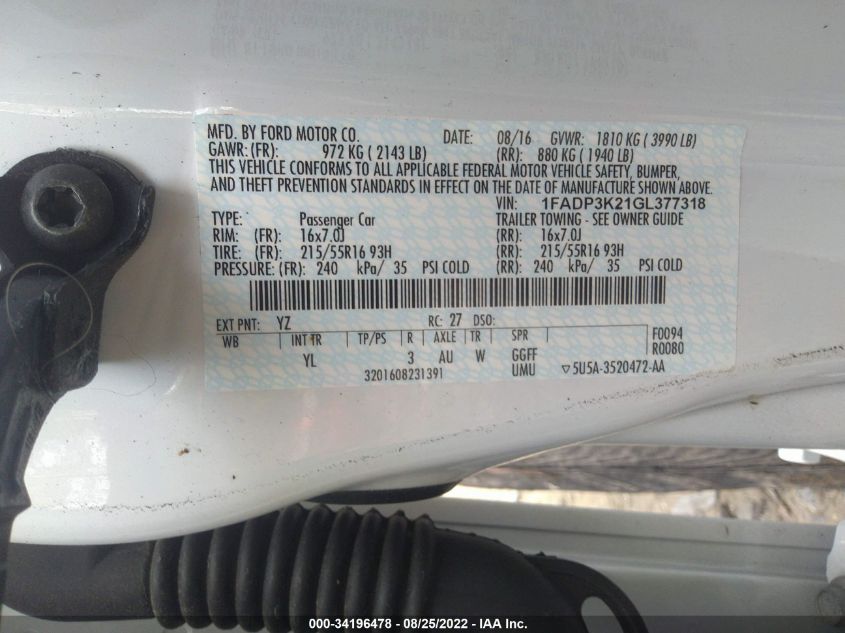 MFD. BY FORD MOTOR CO. DATE: 08/16 GVWR: 1810 KG ( 3990 LB)
GAWR: (FR): 972 KG ( 2143 LB) (RR): 880 KG ( 1940 LB)
THIS VEHICLE CONFORMS TO ALL APPLICABLE FEDERAL MOTOR VEHICLE SAFETY, BUMPER,
AND THEFT PREVENTION STANDARDS IN EFFECT ON THE DATE OF MANUFACTURE SHOWN ABOVE.
VIN: 1FADP3K21GL377318
TYPE: Passenger Car TRAILER TOWING - SEE OWNER GUIDE
RIM: (FR): 16x7.0J (RR): 16x7.0J
TIRE: (FR): 215/55R16 93H (RR): 215/55R16 93H
PRESSURE: (FR): 240 kPa/ 35 PSI COLD (RR): 240 kPa/ 35 PSI COLD
EXT PNT: YZ RC: 27 DSO:
WB INT TR TP/PS R AXLE TR SPR F0094
YL 3 AU W GGFF R0080
3201608231391 UMU ▽5U5A-3520472-AA
000-34196478 - 08/25/2022 - IAA Inc.